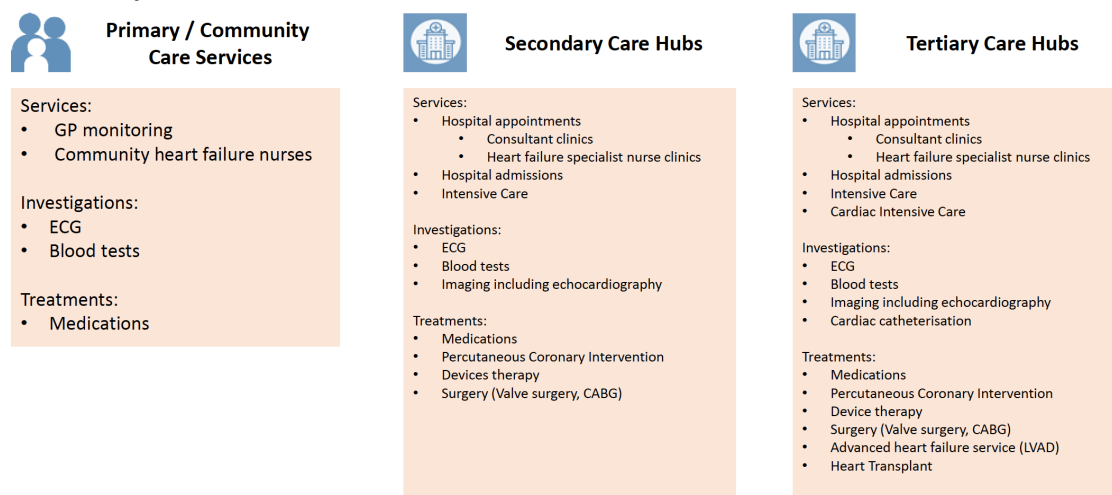 Primary / Community
Care Services
Services:
• GP monitoring
• Community heart failure nurses
Investigations:
• ECG
• Blood tests
Treatments:
• Medications
Secondary Care Hubs
Services:
• Hospital appointments
• Consultant clinics
• Heart failure specialist nurse clinics
• Hospital admissions
• Intensive Care
Investigations:
• ECG
• Blood tests
• Imaging including echocardiography
Treatments:
• Medications
• Percutaneous Coronary Intervention
• Devices therapy
• Surgery (Valve surgery, CABG)
Tertiary Care Hubs
Services:
• Hospital appointments
• Consultant clinics
• Heart failure specialist nurse clinics
• Hospital admissions
• Intensive Care
• Cardiac Intensive Care
Investigations:
• ECG
• Blood tests
• Imaging including echocardiography
• Cardiac catheterisation
Treatments:
• Medications
• Percutaneous Coronary Intervention
• Device therapy
• Surgery (Valve surgery, CABG)
• Advanced heart failure service (LVAD)
• Heart Transplant